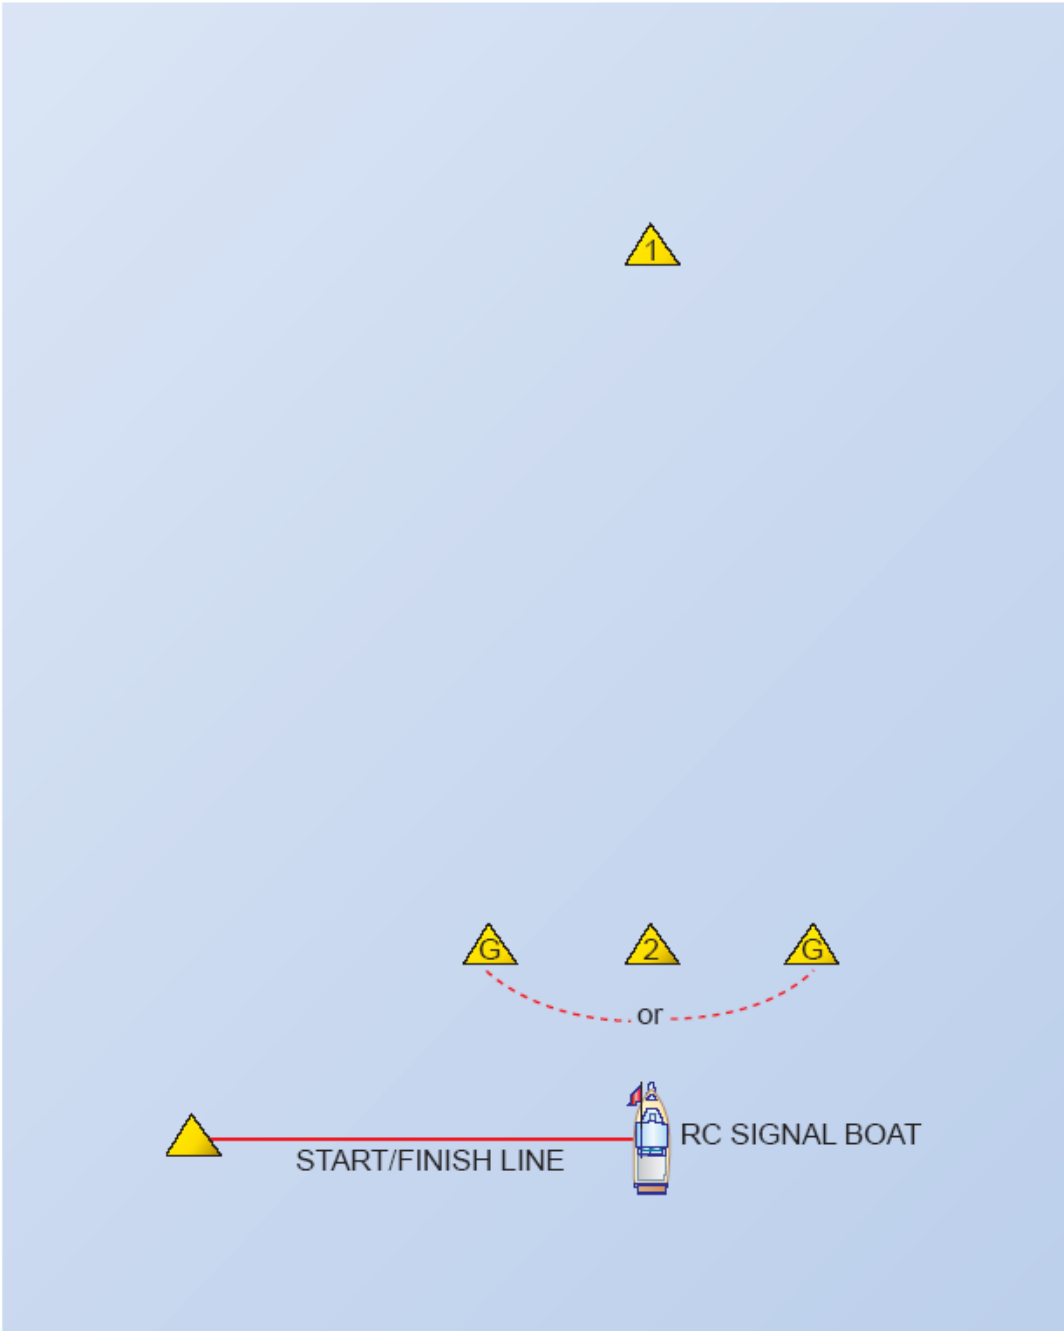 1
G 2 G
or
RC SIGNAL BOAT
START/FINISH LINE